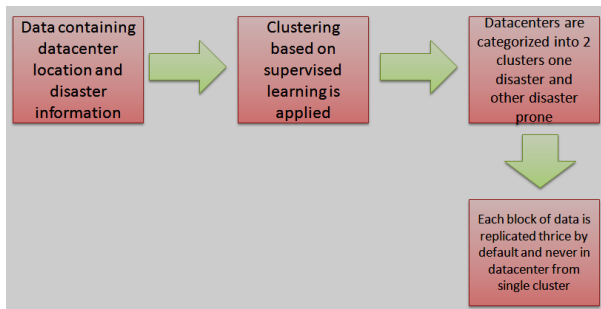 Data containing
datacenter
location and
disaster
information
Clustering
based on
supervised
learning is
applied
Datacenters are
categorized into 2
clusters one
disaster and
other disaster
prone
Each block of data is
replicated thrice by
default and never in
datacenter from
single cluster